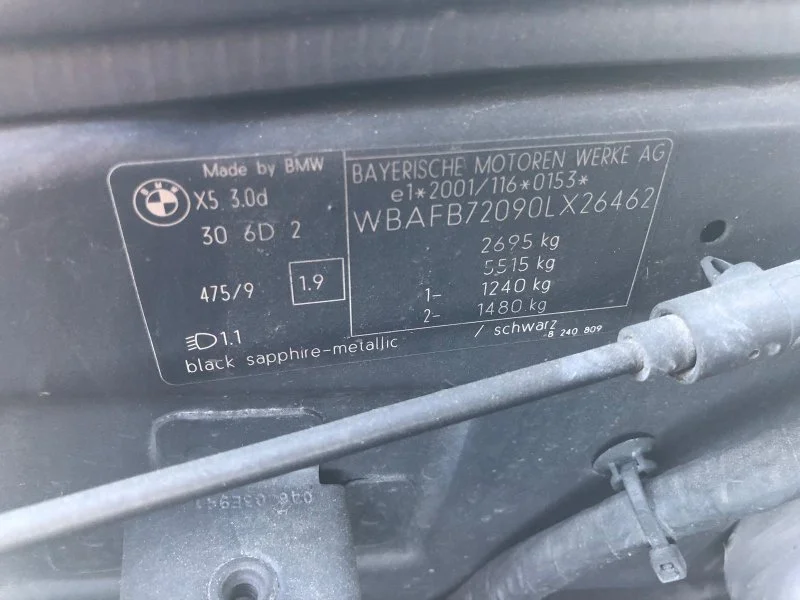 Made by BMW
BMW
X5 3.0d
30 6D 2
475/9
1.9
1.1
black sapphire-metallic
BAYERISCHE MOTOREN WERKE AG
e1*2001/116*0153*
WBAFB72090LX26462
2695 kg
5515 kg
1- 1240 kg
2- 1480 kg
/ schwarz
-8 240 809